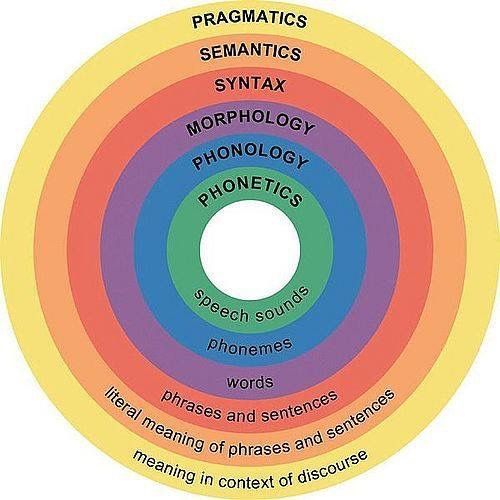 PRAGMATICS
SEMANTICS
SYNTAX
MORPHOLOGY
PHONOLOGY
PHONETICS
speech sounds
phonemes
words
phrases and sentences
literal meaning of phrases and sentences
meaning in context of discourse